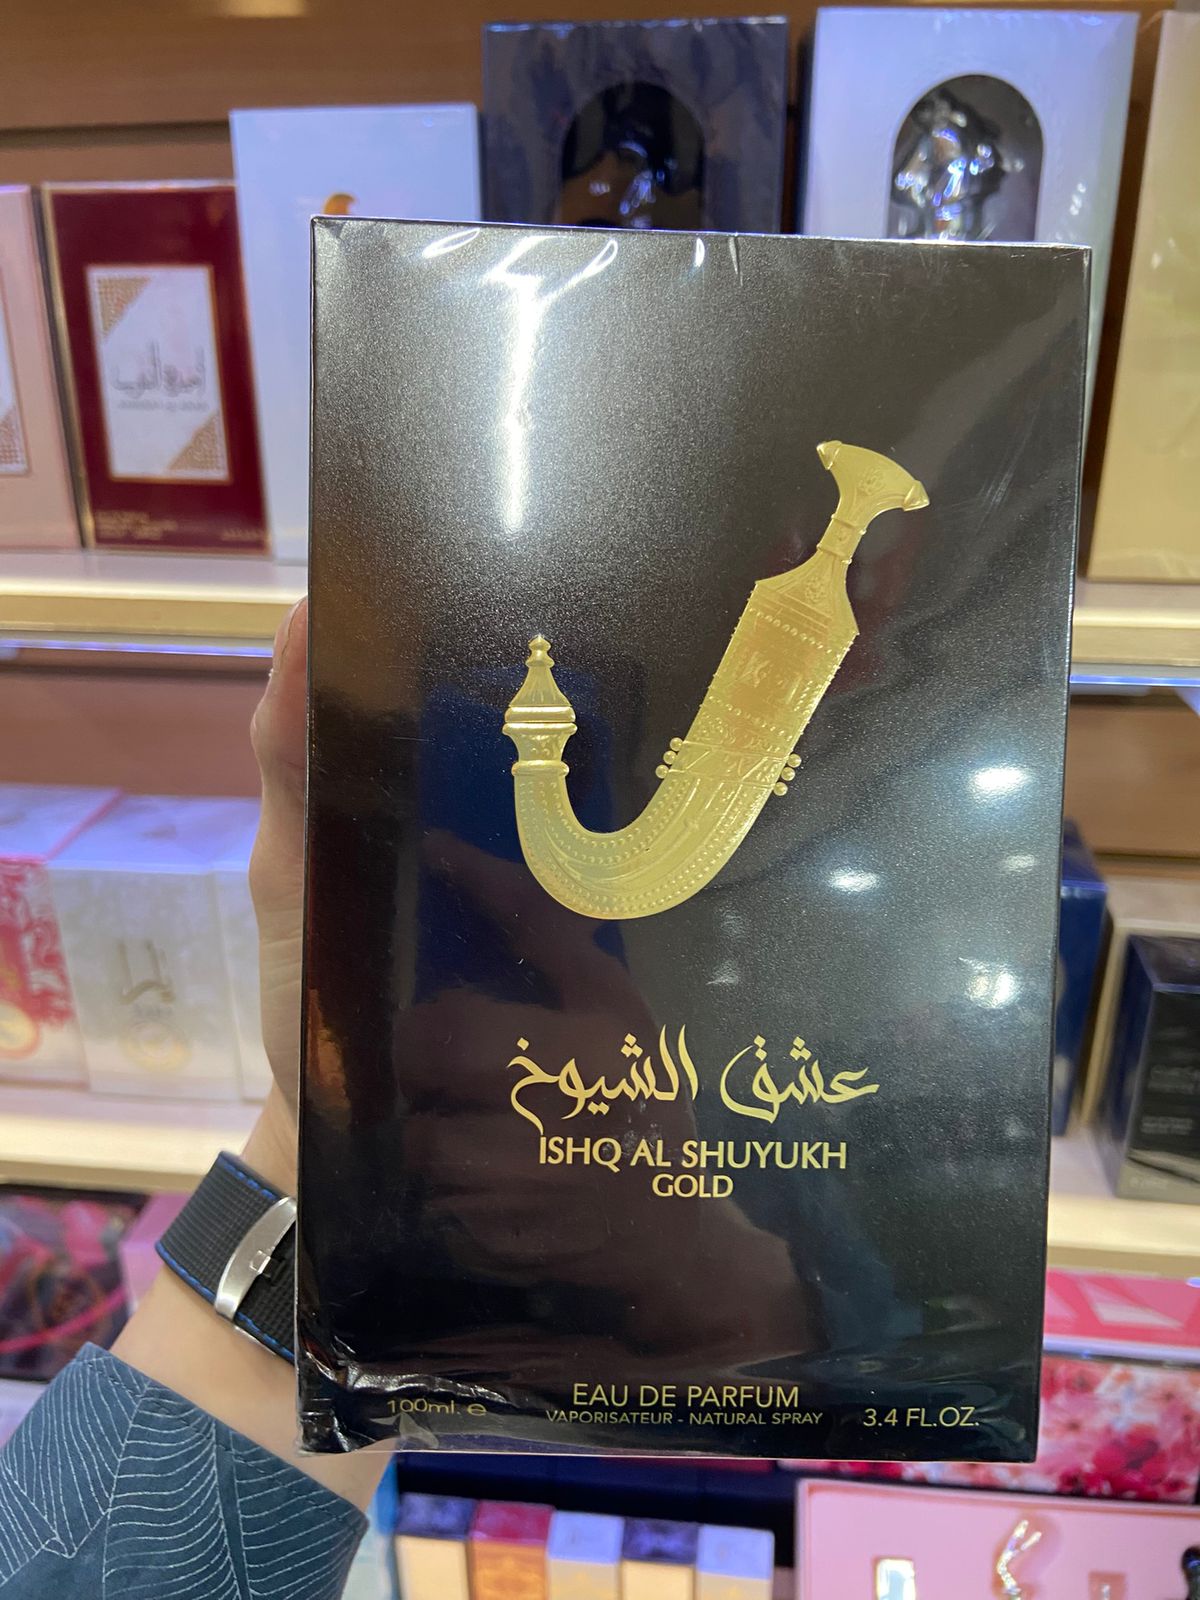 عشق الشيوخ
ISHQ AL SHUYUKH
GOLD
EAU DE PARFUM
VAPORISATEUR - NATURAL SPRAY
100ml. e
3.4 FL.OZ.